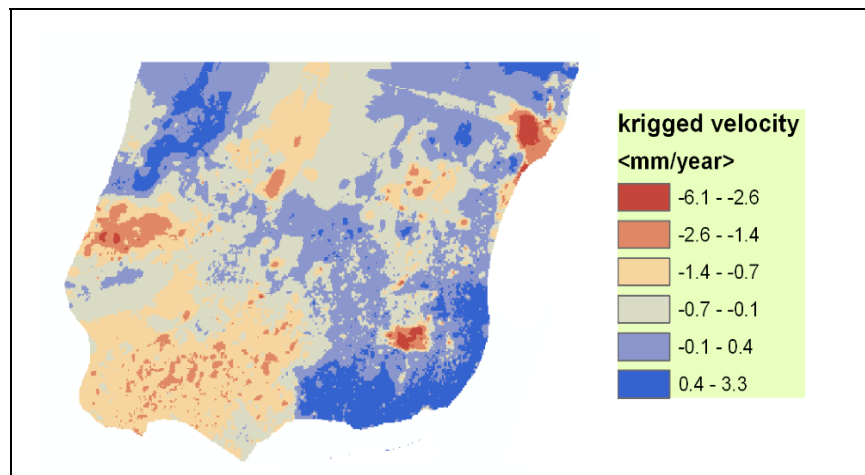 krigged velocity
<mm/year>
-6.1 - -2.6
-2.6 - -1.4
-1.4 - -0.7
-0.7 - -0.1
-0.1 - 0.4
0.4 - 3.3